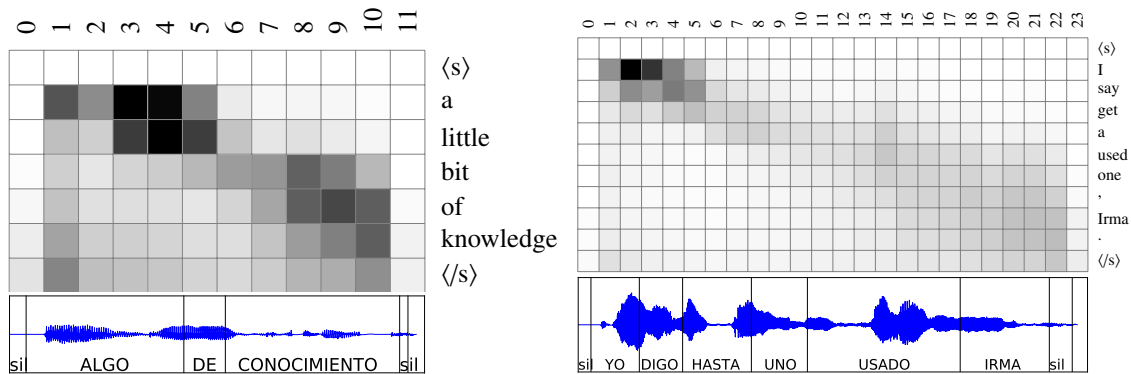 0 1 2 3 4 5 6 7 8 9 10 11
⟨s⟩
a
little
bit
of
knowledge
⟨/s⟩
sil ALGO DE CONOCIMIENTO sil
0 1 2 3 4 5 6 7 8 9 10 11 12 13 14 15 16 17 18 19 20 21 22 23
⟨s⟩
I
say
get
a
used
one
,
Irma
.
⟨/s⟩
sil YO DIGO HASTA UNO USADO IRMA sil